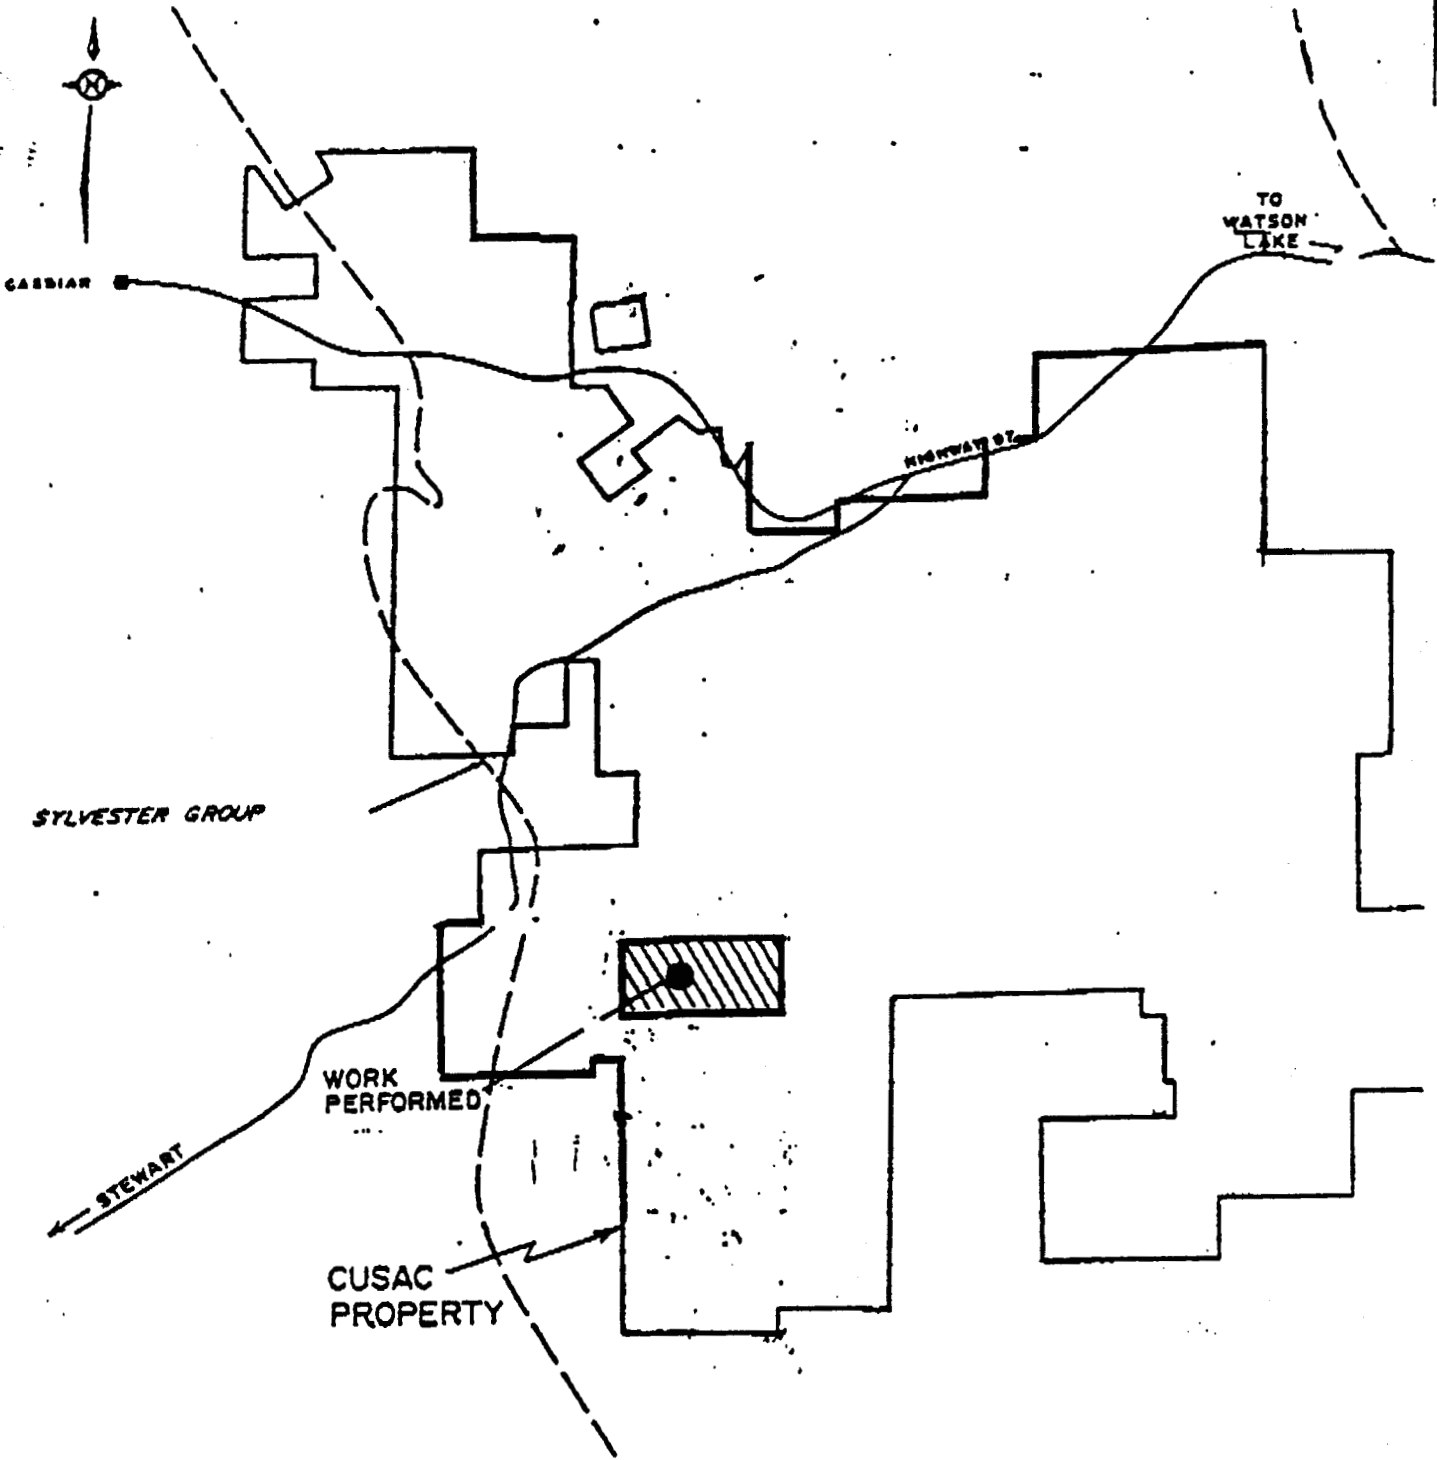 TO
WATSON
LAKE
CASSIAR
HIGHWAY 37
SYLVESTER GROUP
WORK
PERFORMED
STEWART
CUSAC
PROPERTY